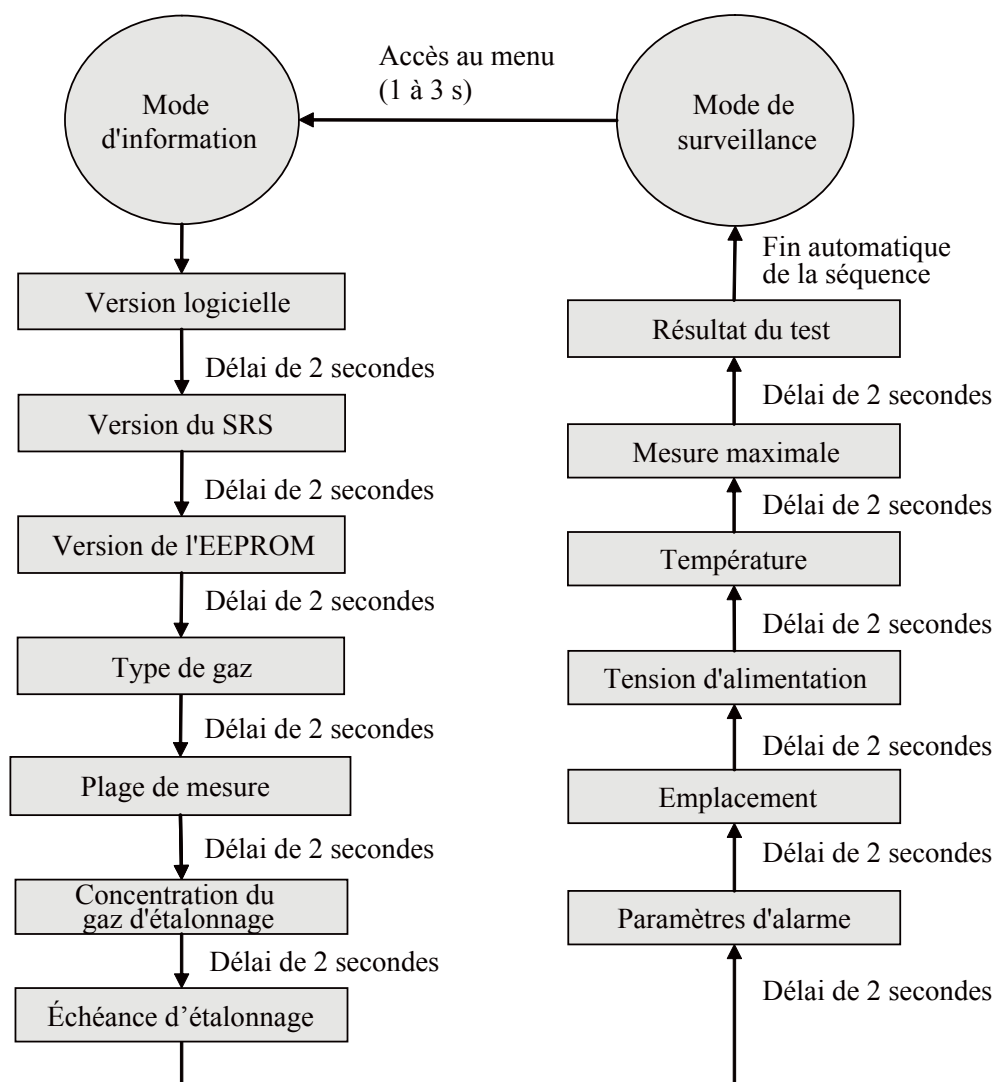 Accès au menu
(1 à 3 s)
Mode
d'information
Mode de
surveillance
Version logicielle
Délai de 2 secondes
Version du SRS
Délai de 2 secondes
Version de l'EEPROM
Délai de 2 secondes
Type de gaz
Délai de 2 secondes
Plage de mesure
Délai de 2 secondes
Concentration du
gaz d'étalonnage
Délai de 2 secondes
Échéance d’étalonnage
Fin automatique
de la séquence
Résultat du test
Délai de 2 secondes
Mesure maximale
Délai de 2 secondes
Température
Délai de 2 secondes
Tension d'alimentation
Délai de 2 secondes
Emplacement
Délai de 2 secondes
Paramètres d'alarme
Délai de 2 secondes